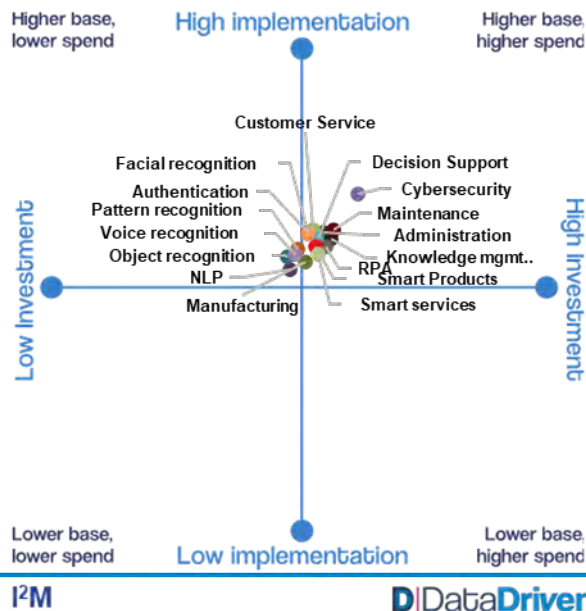 Higher base,
lower spend
High implementation
Higher base,
higher spend
Customer Service
Facial recognition
Decision Support
Authentication
Cybersecurity
Pattern recognition
Maintenance
Voice recognition
Administration
Object recognition
Knowledge mgmt..
NLP
RPA
Smart Products
Manufacturing
Smart services
Low Investment
High Investment
Lower base,
lower spend
Low implementation
Lower base,
higher spend
I²M
D|DataDriven